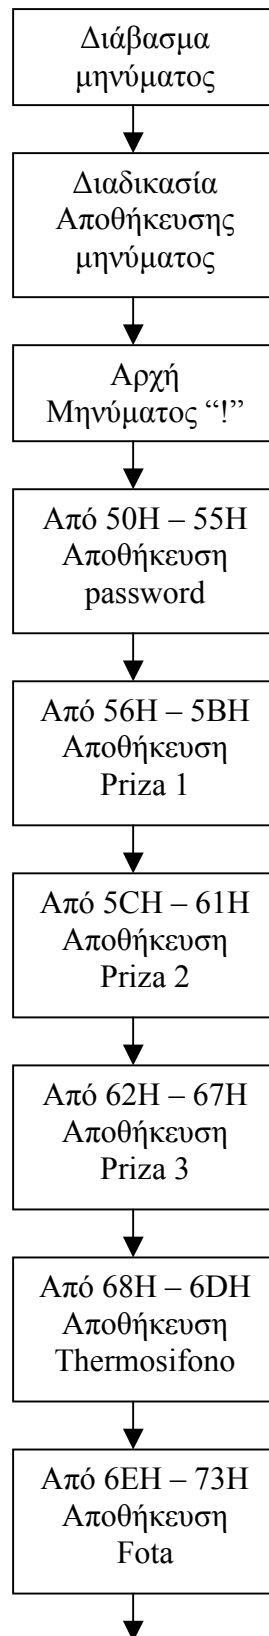 Διάβασμα
μηνύματος
Διαδικασία
Αποθήκευσης
μηνύματος
Αρχή
Μηνύματος “!”
Από 50H – 55H
Αποθήκευση
password
Από 56H – 5BH
Αποθήκευση
Priza 1
Από 5CH – 61H
Αποθήκευση
Priza 2
Από 62H – 67H
Αποθήκευση
Priza 3
Από 68H – 6DH
Αποθήκευση
Thermosifono
Από 6EH – 73H
Αποθήκευση
Fota